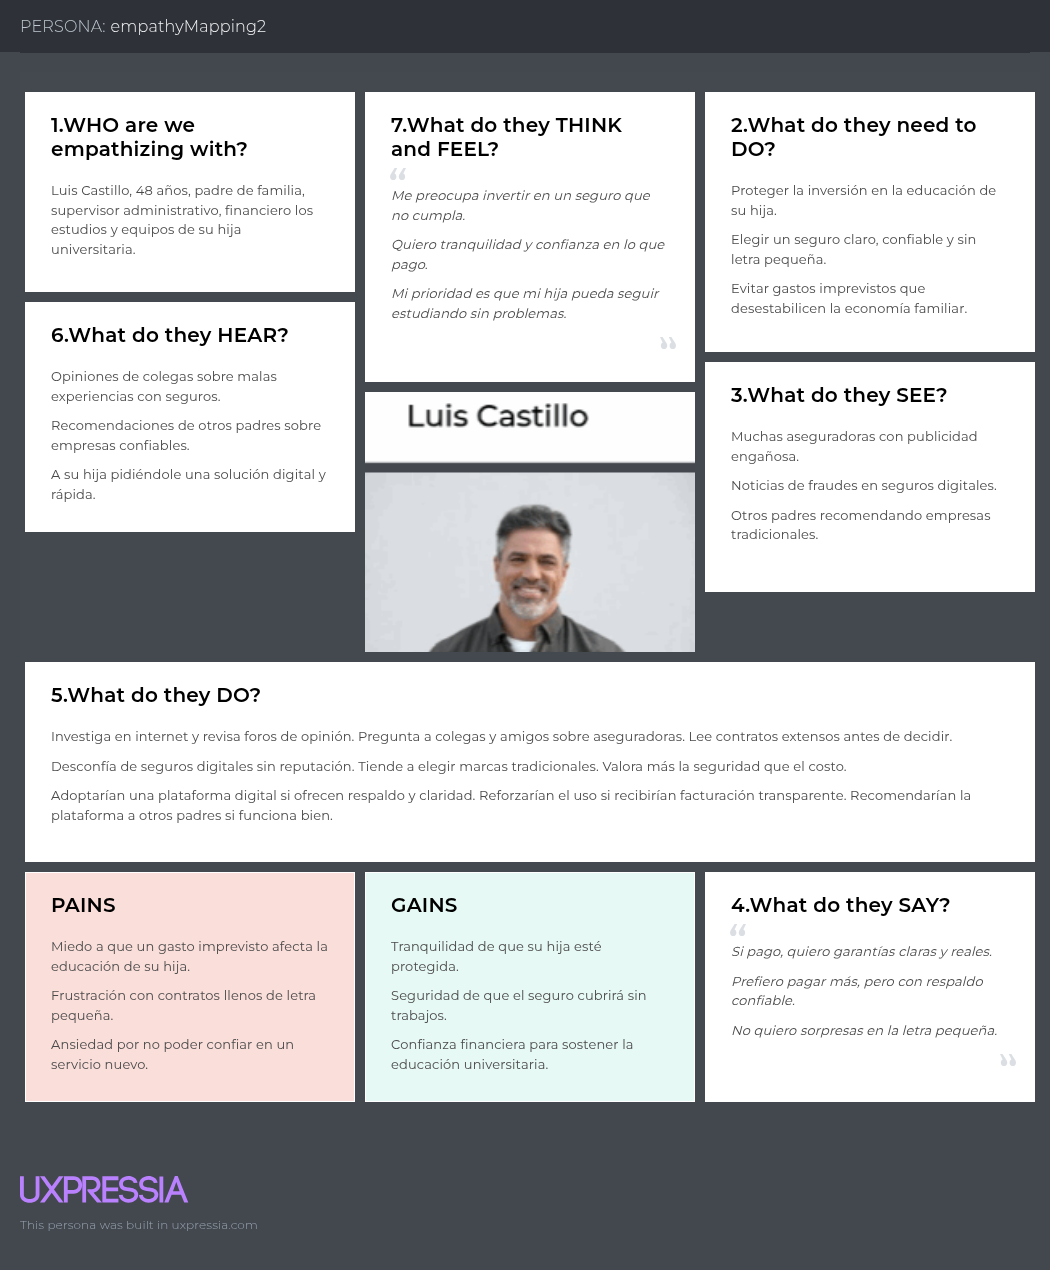 PERSONA: empathyMapping2
1.WHO are we
empathizing with?
Luis Castillo, 48 años, padre de familia,
supervisor administrativo, financiero los
estudios y equipos de su hija
universitaria.
6.What do they HEAR?
Opiniones de colegas sobre malas
experiencias con seguros.
Recomendaciones de otros padres sobre
empresas confiables.
A su hija pidiéndole una solución digital y
rápida.
7.What do they THINK
and FEEL?
“
Me preocupa invertir en un seguro que
no cumpla.
Quiero tranquilidad y confianza en lo que
pago.
Mi prioridad es que mi hija pueda seguir
estudiando sin problemas.
”
Luis Castillo
2.What do they need to
DO?
Proteger la inversión en la educación de
su hija.
Elegir un seguro claro, confiable y sin
letra pequeña.
Evitar gastos imprevistos que
desestabilicen la economía familiar.
3.What do they SEE?
Muchas aseguradoras con publicidad
engañosa.
Noticias de fraudes en seguros digitales.
Otros padres recomendando empresas
tradicionales.
5.What do they DO?
Investiga en internet y revisa foros de opinión. Pregunta a colegas y amigos sobre aseguradoras. Lee contratos extensos antes de decidir.
Desconfía de seguros digitales sin reputación. Tiende a elegir marcas tradicionales. Valora más la seguridad que el costo.
Adoptarían una plataforma digital si ofrecen respaldo y claridad. Reforzarían el uso si recibirían facturación transparente. Recomendarían la
plataforma a otros padres si funciona bien.
PAINS
Miedo a que un gasto imprevisto afecta la
educación de su hija.
Frustración con contratos llenos de letra
pequeña.
Ansiedad por no poder confiar en un
servicio nuevo.
GAINS
Tranquilidad de que su hija esté
protegida.
Seguridad de que el seguro cubrirá sin
trabajos.
Confianza financiera para sostener la
educación universitaria.
4.What do they SAY?
“
Si pago, quiero garantías claras y reales.
Prefiero pagar más, pero con respaldo
confiable.
No quiero sorpresas en la letra pequeña.
”
UXPRESSIA
This persona was built in uxpressia.com